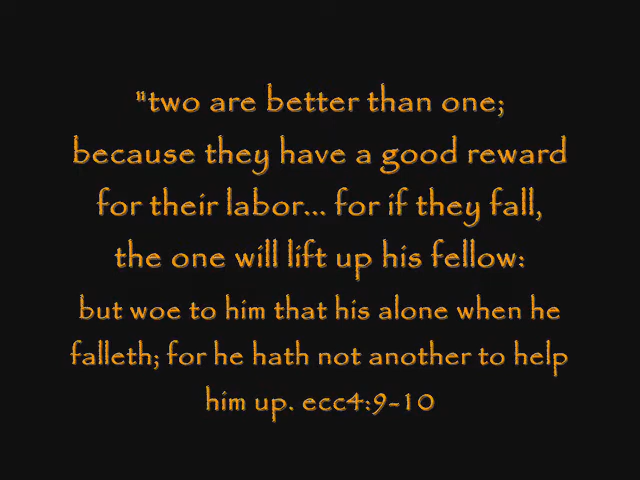 "two are better than one;
because they have a good reward
for their labor... for if they fall,
the one will lift up his fellow:
but woe to him that his alone when he
falleth; for he hath not another to help
him up. ecc4:9-10